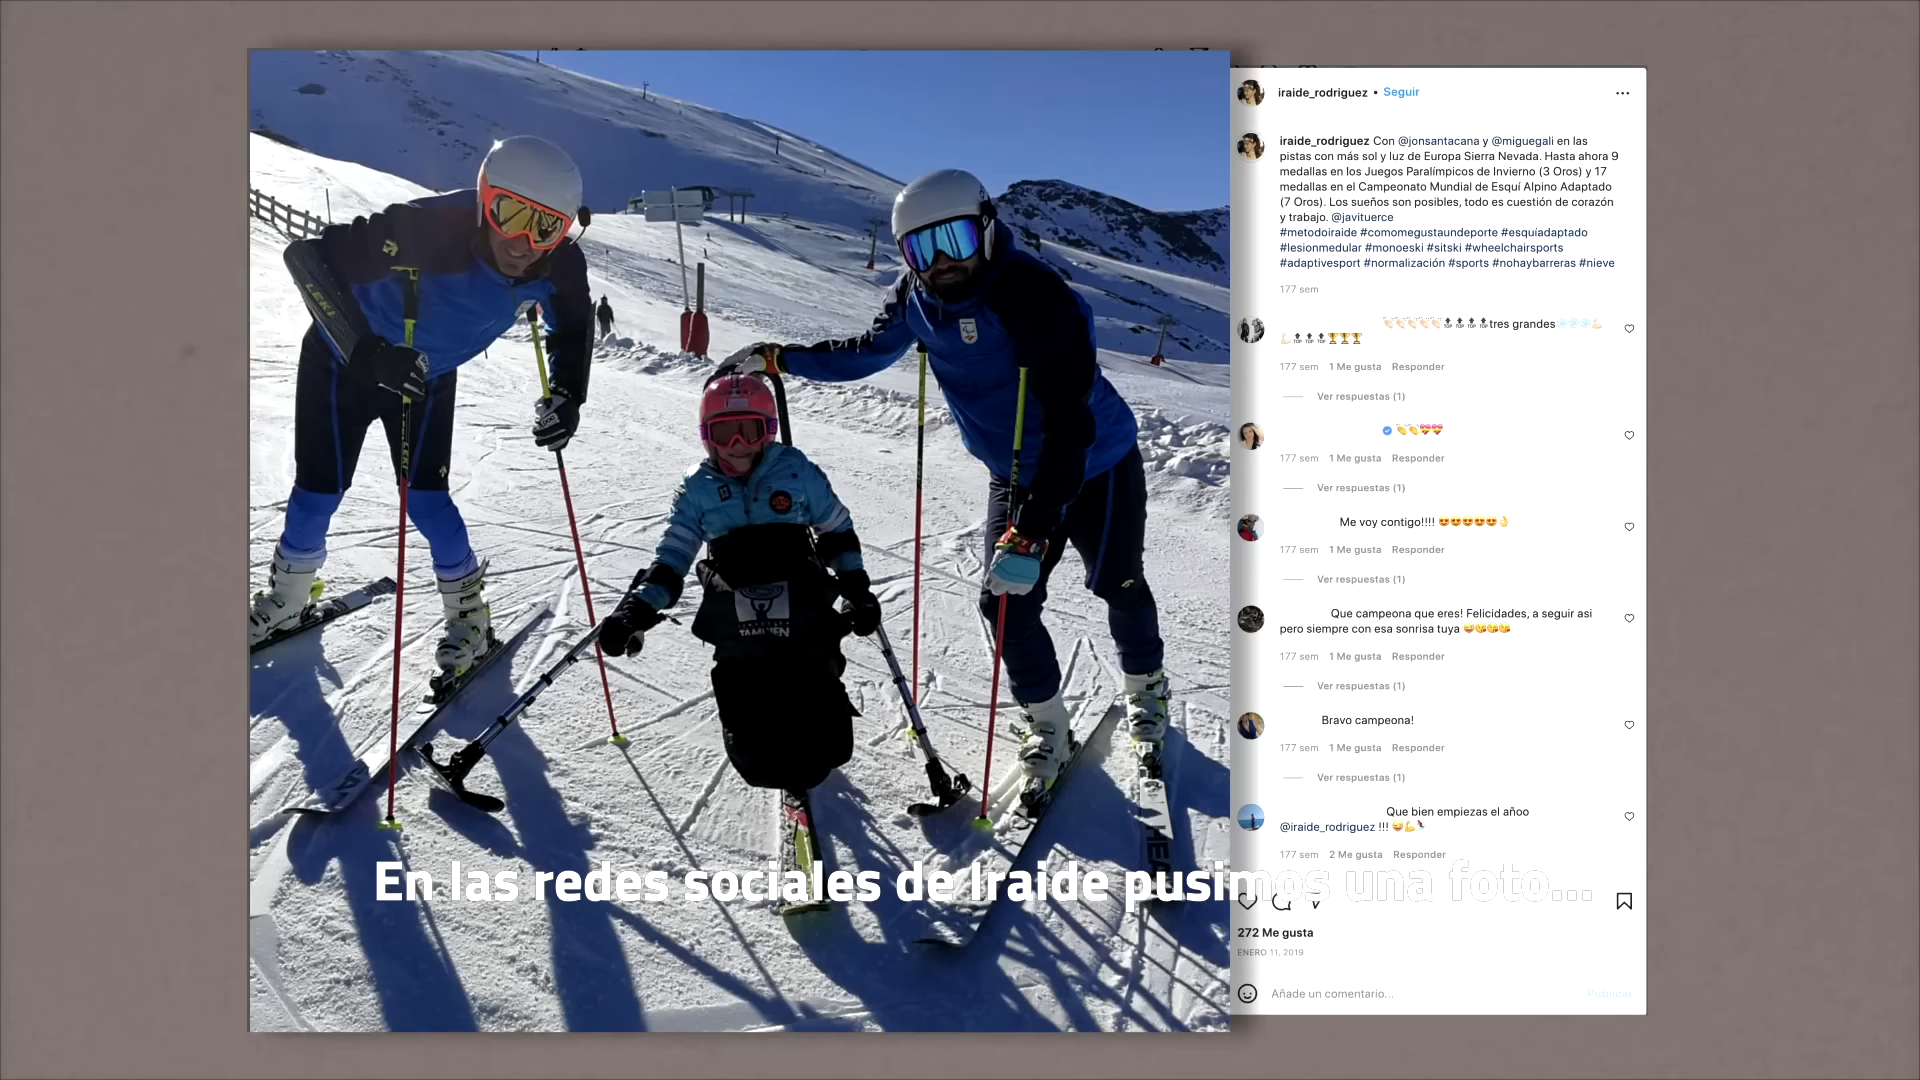 iraide_rodriguez • Seguir
iraide_rodriguez Con @jonsantacana y @miguegali en las
pistas con más sol y luz de Europa Sierra Nevada. Hasta ahora 9
medallas en los Juegos Paralímpicos de Invierno (3 Oros) y 17
medallas en el Campeonato Mundial de Esquí Alpino Adaptado
(7 Oros). Los sueños son posibles, todo es cuestión de corazón
y trabajo. @javituerce
#metodoiraide #comomegustaundeporte #esquíadaptado
#lesionmedular #monoeski #sitski #wheelchairsports
#adaptivesport #normalización #sports #nohaybarreras #nieve
177 sem
👏🏻👏🏻👏🏻👏🏻👏🏻🔝🔝🔝🔝tres grandes❄️❄️❄️💪🏻
💪🏻🔝🔝🔝🏆🏆🏆
177 sem 1 Me gusta Responder
Ver respuestas (1)
👏👏💝💝
177 sem 1 Me gusta Responder
Ver respuestas (1)
Me voy contigo!!!! 😍😍😍😍😍👌
177 sem 1 Me gusta Responder
Ver respuestas (1)
Que campeona que eres! Felicidades, a seguir asi
pero siempre con esa sonrisa tuya 😜😘😘😘
177 sem 1 Me gusta Responder
Ver respuestas (1)
Bravo campeona!
177 sem 1 Me gusta Responder
Ver respuestas (1)
Que bien empiezas el añoo
@iraide_rodriguez !!! 😜💪⛷
177 sem 2 Me gusta Responder
En las redes sociales de Iraide pusimos una foto...
272 Me gusta
ENERO 11, 2019
Añade un comentario...
Publicar
LEKI
LEKI
TAMBIEN
HEAD